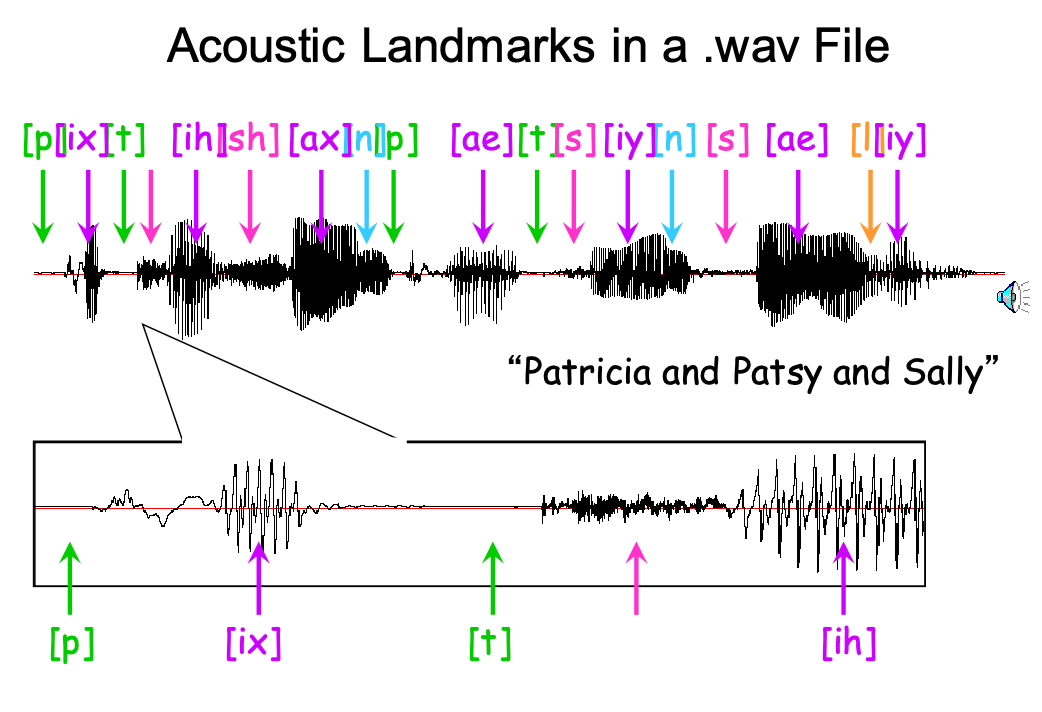 Acoustic Landmarks in a .wav File
[p] [ix] [t] [ih] [sh] [ax] [n] [p] [ae] [t] [s] [iy] [n] [s] [ae] [l] [iy]
“Patricia and Patsy and Sally”
[p] [ix] [t] [ih]